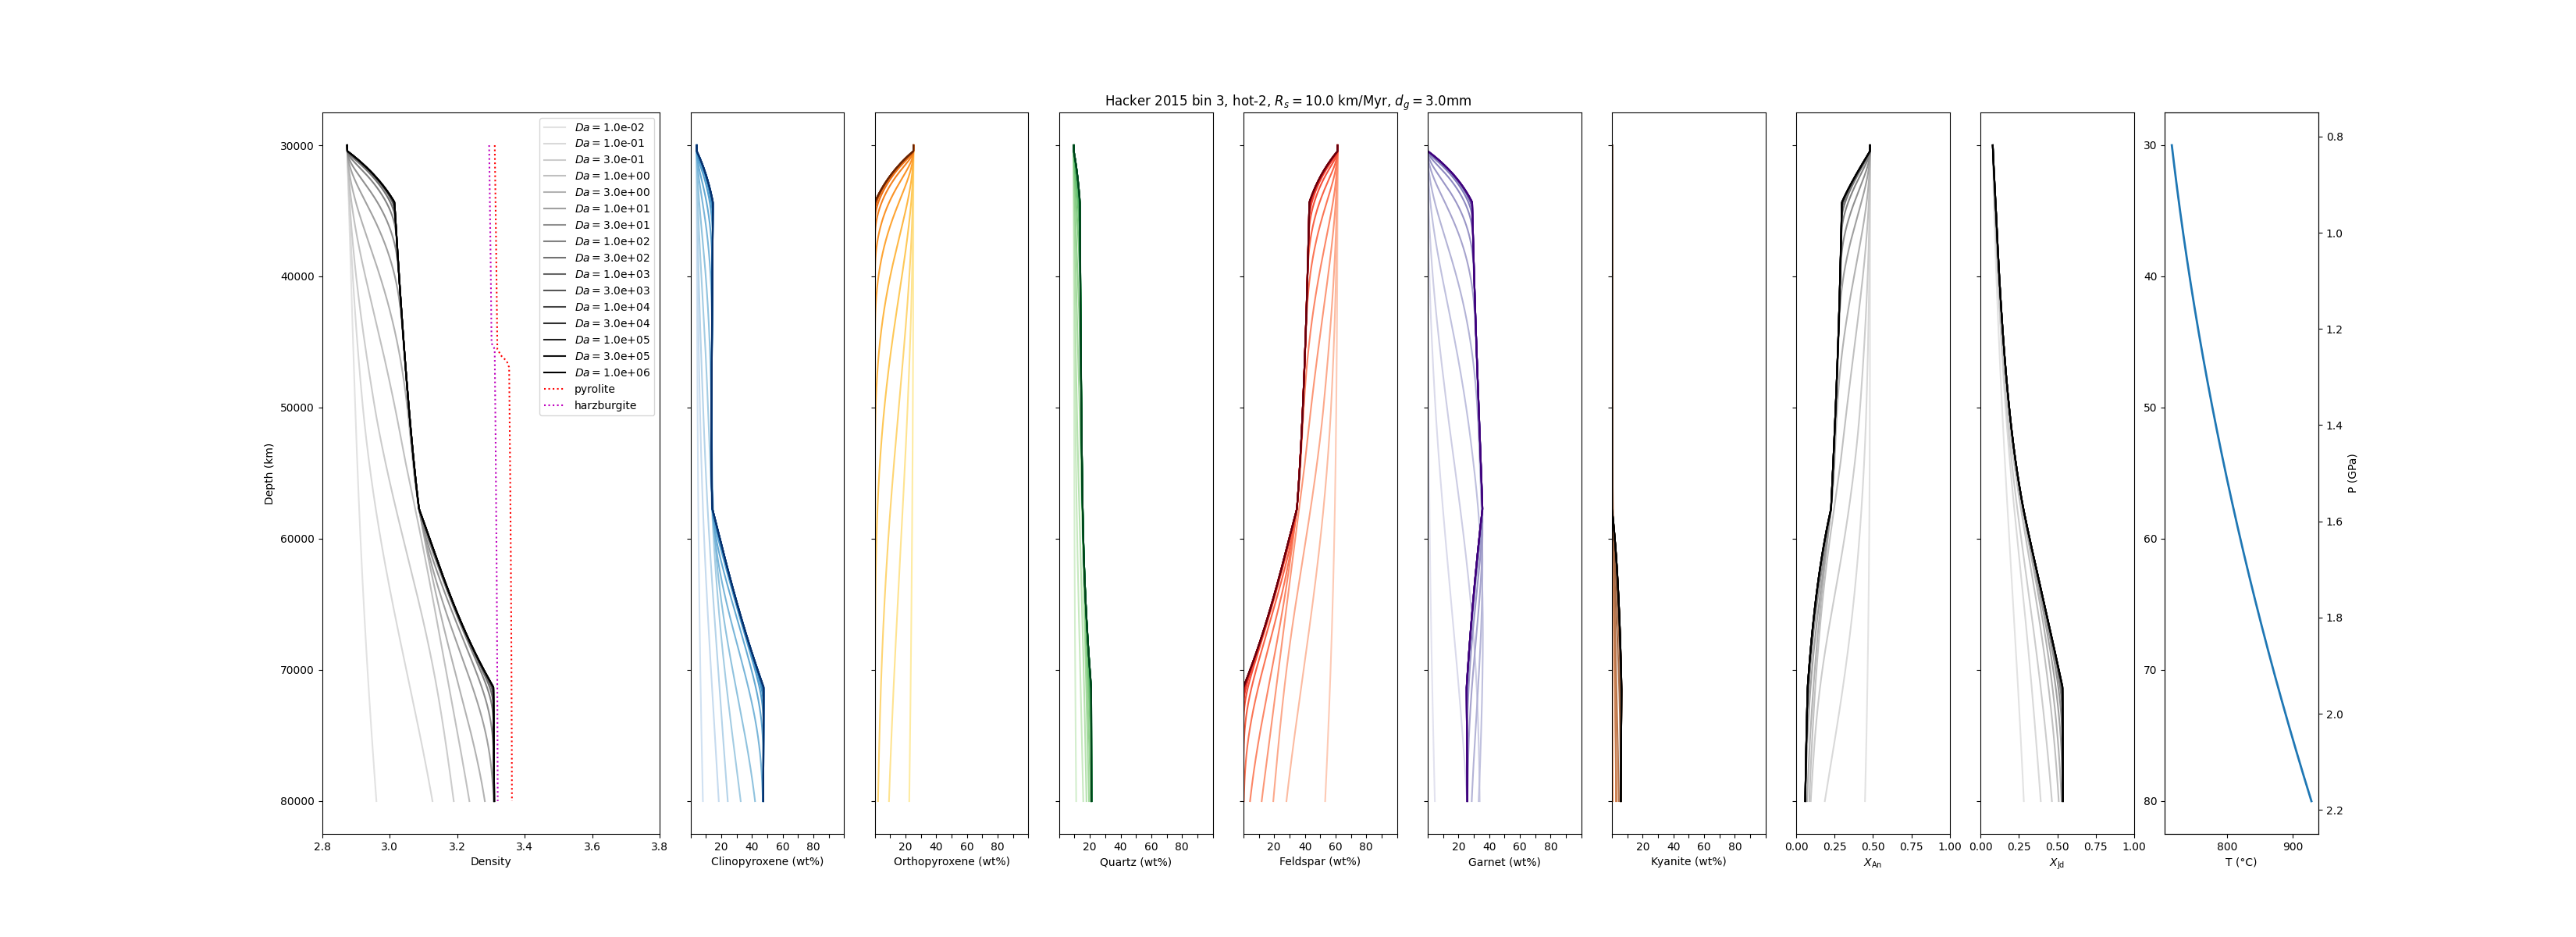 Hacker 2015 bin 3, hot-2, R_s = 10.0 km/Myr, d_g = 3.0mm
Da = 1.0e-02
Da = 1.0e-01
Da = 3.0e-01
Da = 1.0e+00
Da = 3.0e+00
Da = 1.0e+01
Da = 3.0e+01
Da = 1.0e+02
Da = 3.0e+02
Da = 1.0e+03
Da = 3.0e+03
Da = 1.0e+04
Da = 3.0e+04
Da = 1.0e+05
Da = 3.0e+05
Da = 1.0e+06
pyrolite
harzburgite
Depth (km)
30000
40000
50000
60000
70000
80000
2.8 3.0 3.2 3.4 3.6 3.8
Density
20 40 60 80
Clinopyroxene (wt%)
20 40 60 80
Orthopyroxene (wt%)
20 40 60 80
Quartz (wt%)
20 40 60 80
Feldspar (wt%)
20 40 60 80
Garnet (wt%)
20 40 60 80
Kyanite (wt%)
0.00 0.25 0.50 0.75 1.00
X_An
0.00 0.25 0.50 0.75 1.00
X_Jd
30
40
50
60
70
80
800 900
T (°C)
0.8
1.0
1.2
1.4
1.6
1.8
2.0
2.2
P (GPa)